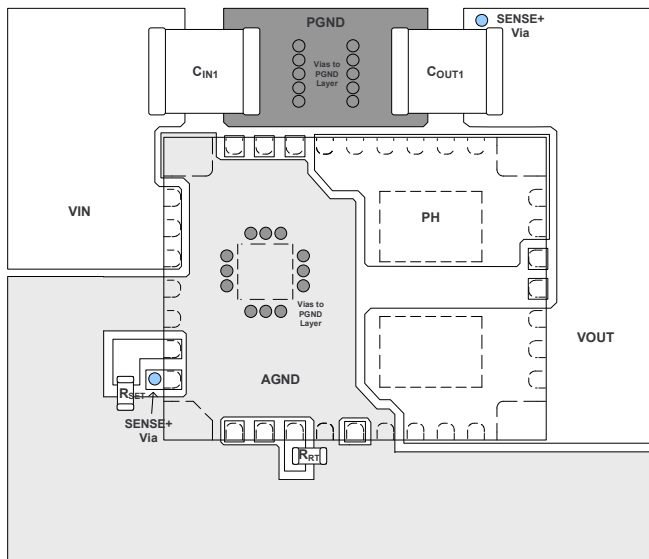 PGND
SENSE+
Via
CIN1
Vias to
PGND
Layer
COUT1
VIN
PH
Vias to
PGND
Layer
VOUT
AGND
RSET
SENSE+
Via
RRT